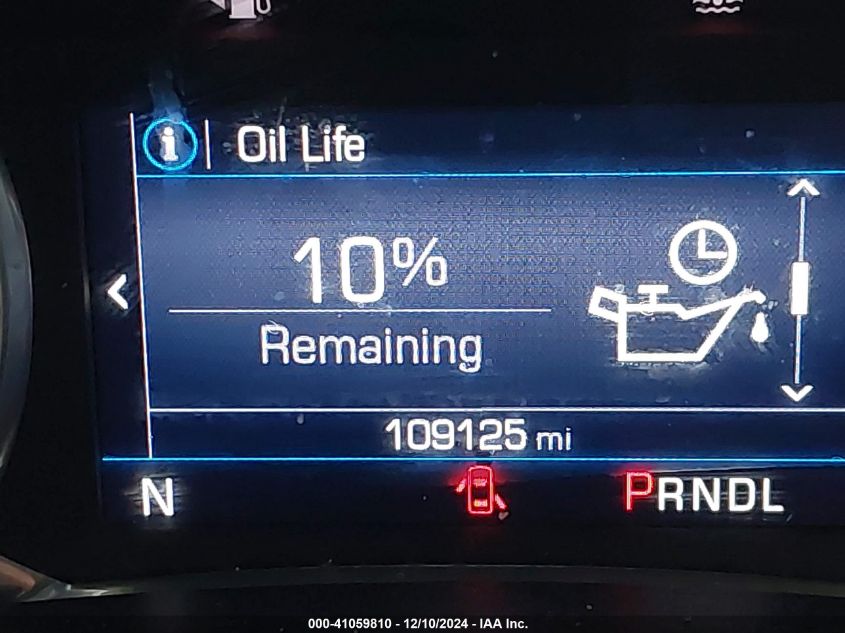 i | Oil Life
10%
Remaining
109125 mi
N PRNDL
000-41059810 - 12/10/2024 - IAA Inc.